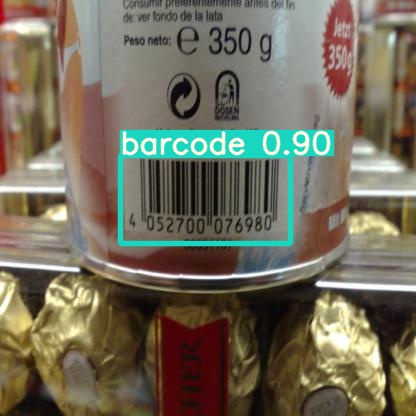 Consumir preferentemente antes del fin
de: ver fondo de la lata
Peso neto: ℮ 350 g
Jetzt
350g
DOSEN
RECYCLING
barcode 0.90
4 052700 076980